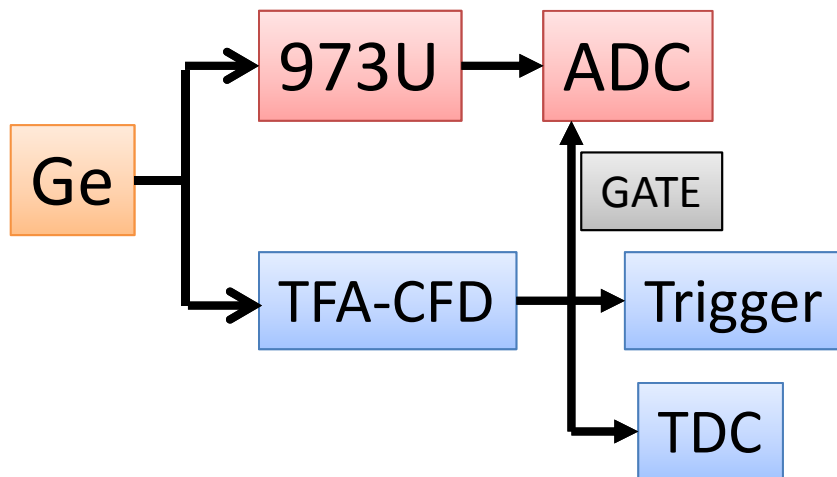 973U
ADC
Ge
GATE
TFA-CFD
Trigger
TDC